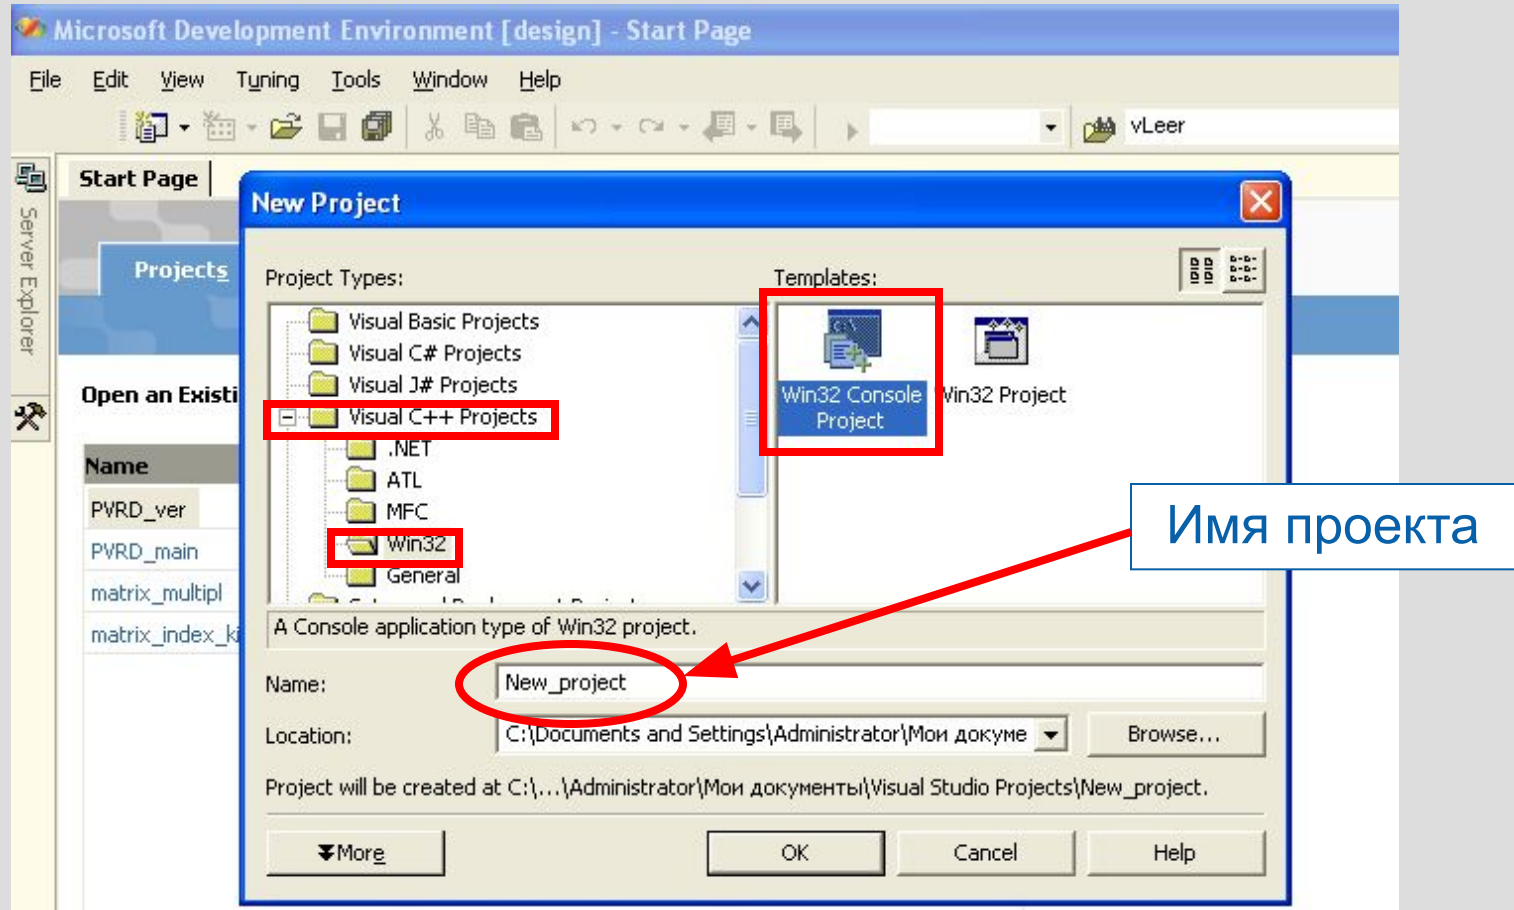 Microsoft Development Environment [design] - Start Page
File Edit View Tuning Tools Window Help
vLeer
Start Page
Server Explorer
New Project
Projects
Project Types:
Templates:
Visual Basic Projects
Visual C# Projects
Visual J# Projects
Visual C++ Projects
.NET
ATL
MFC
Win32
General
Win32 Console
Project
Win32 Project
Open an Existi
Name
PVRD_ver
PVRD_main
matrix_multipl
matrix_index_ki
Имя проекта
A Console application type of Win32 project.
Name: New_project
Location: C:\Documents and Settings\Administrator\Мои докуме Browse...
Project will be created at C:\...\Administrator\Мои документы\Visual Studio Projects\New_project.
More OK Cancel Help